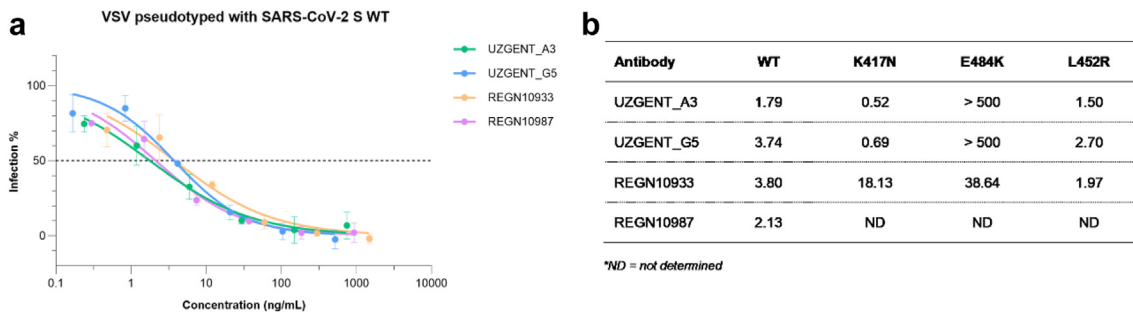 a
VSV pseudotyped with SARS-CoV-2 S WT
UZGENT_A3
UZGENT_G5
REGN10933
REGN10987
Infection %
100
50
0
0.1 1 10 100 1000 10000
Concentration (ng/mL)
b
Antibody WT K417N E484K L452R
UZGENT_A3 1.79 0.52 > 500 1.50
UZGENT_G5 3.74 0.69 > 500 2.70
REGN10933 3.80 18.13 38.64 1.97
REGN10987 2.13 ND ND ND
*ND = not determined